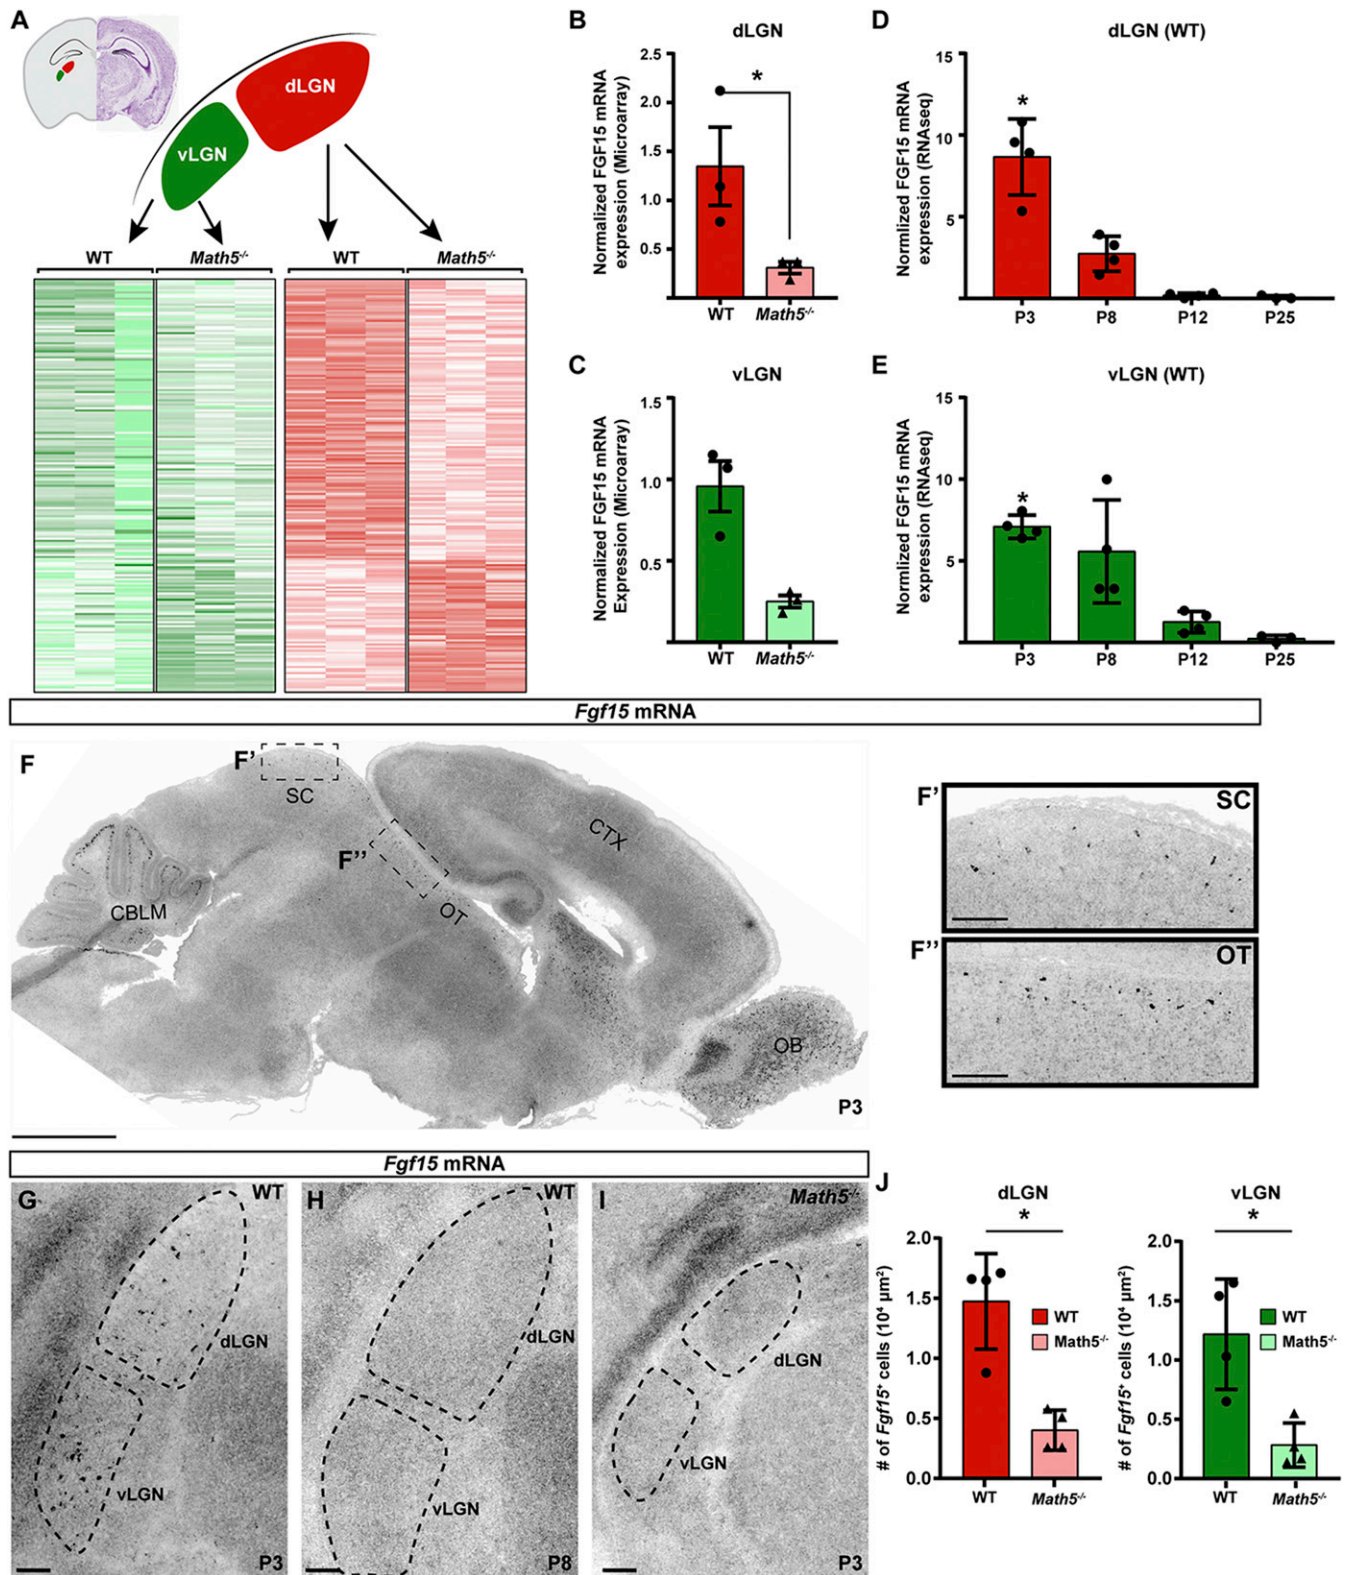 A
dLGN
vLGN
WT
Math5-/-
WT
Math5-/-
B
dLGN
Normalized FGF15 mRNA
expression (Microarray)
2.5
2.0
1.5
1.0
0.5
*
WT
Math5-/-
C
vLGN
Normalized FGF15 mRNA
Expression (Microarray)
1.5
1.0
0.5
WT
Math5-/-
D
dLGN (WT)
Normlized FGF15 mRNA
expression (RNAseq)
15
10
5
*
P3
P8
P12
P25
E
vLGN (WT)
Normlized FGF15 mRNA
expression (RNAseq)
15
10
5
*
P3
P8
P12
P25
Fgf15 mRNA
F
F'
SC
F''
CTX
CBLM
OT
OB
P3
F'
SC
F''
OT
Fgf15 mRNA
G
WT
dLGN
vLGN
P3
H
WT
dLGN
vLGN
P8
I
Math5-/-
dLGN
vLGN
P3
J
dLGN
*
# of Fgf15+ cells (10⁴ µm²)
2.0
1.5
1.0
0.5
0.0
WT
Math5-/-
WT
Math5-/-
vLGN
*
# of Fgf15+ cells (10⁴ µm²)
2.0
1.5
1.0
0.5
0.0
WT
Math5-/-
WT
Math5-/-